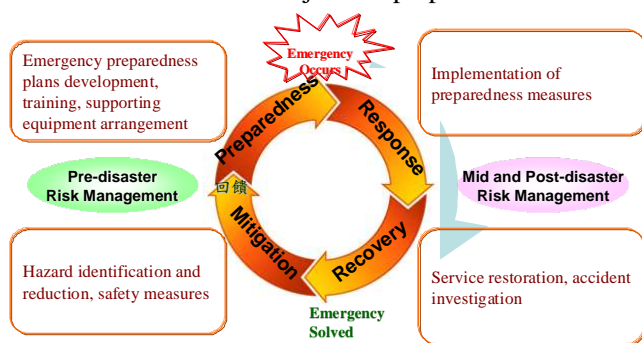 Emergency
Occurs
Emergency preparedness
plans development,
training, supporting
equipment arrangement
Implementation of
preparedness measures
Preparedness
Response
Pre-disaster
Risk Management
回饋
Mid and Post-disaster
Risk Management
Mitigation
Recovery
Hazard identification and
reduction, safety measures
Service restoration, accident
investigation
Emergency
Solved